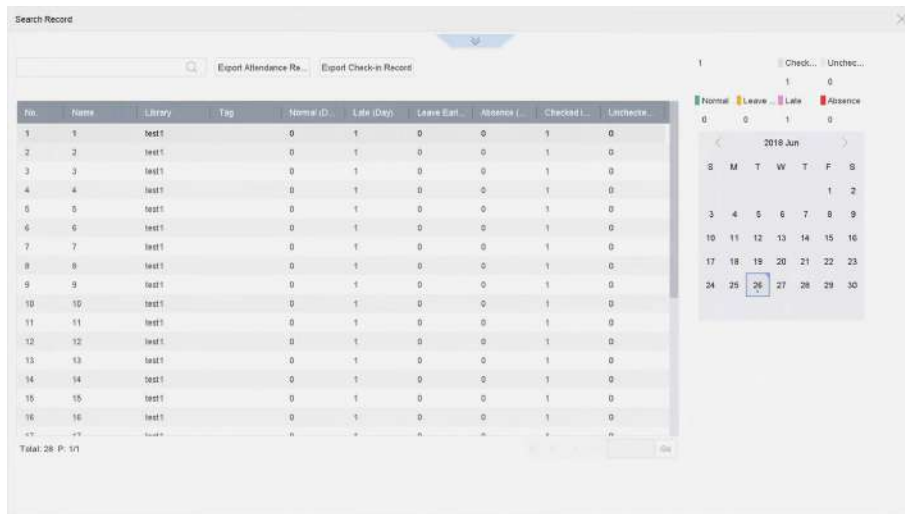 Search Record
Export Attendance Re... Export Check-in Record
No. Name Library Tag Normal (D... Late (Day) Leave Earl... Absence (... Checked I... Unchecke...
1 1 test1 0 1 0 0 1 0
2 2 test1 0 1 0 0 1 0
3 3 test1 0 1 0 0 1 0
4 4 test1 0 1 0 0 1 0
5 5 test1 0 1 0 0 1 0
6 6 test1 0 1 0 0 1 0
7 7 test1 0 1 0 0 1 0
8 8 test1 0 1 0 0 1 0
9 9 test1 0 1 0 0 1 0
10 10 test1 0 1 0 0 1 0
11 11 test1 0 1 0 0 1 0
12 12 test1 0 1 0 0 1 0
13 13 test1 0 1 0 0 1 0
14 14 test1 0 1 0 0 1 0
15 15 test1 0 1 0 0 1 0
16 16 test1 0 1 0 0 1 0
Total: 28 P: 1/1
Go
1 Check... Unchec...
1 0
Normal Leave ... Late Absence
0 0 1 0
2018 Jun
S M T W T F S
1 2
3 4 5 6 7 8 9
10 11 12 13 14 15 16
17 18 19 20 21 22 23
24 25 26 27 28 29 30